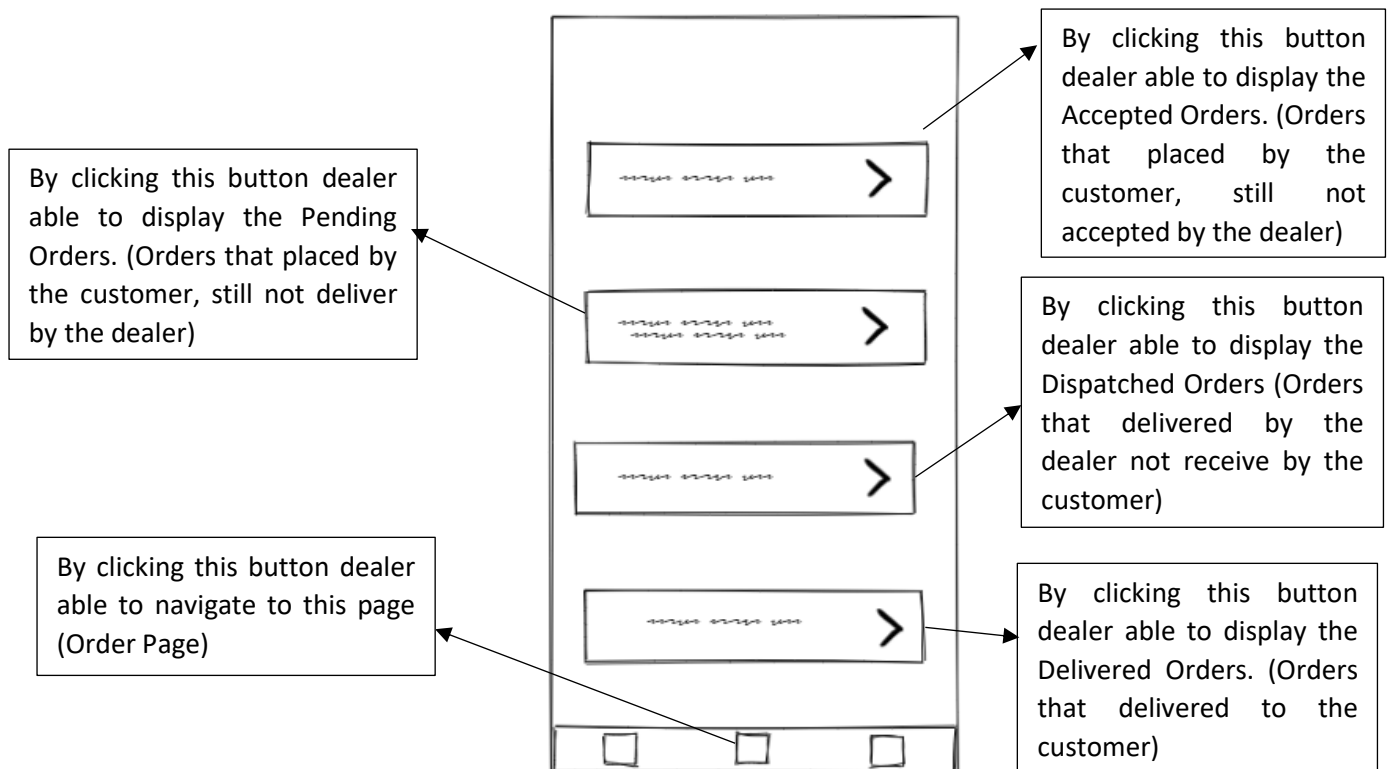 By clicking this button
dealer able to display the
Accepted Orders. (Orders
that placed by the
customer, still not
accepted by the dealer)
By clicking this button dealer
able to display the Pending
Orders. (Orders that placed by
the customer, still not deliver
by the dealer)
By clicking this button
dealer able to display the
Dispatched Orders (Orders
that delivered by the
dealer not receive by the
customer)
By clicking this button dealer
able to navigate to this page
(Order Page)
By clicking this button
dealer able to display the
Delivered Orders. (Orders
that delivered to the
customer)